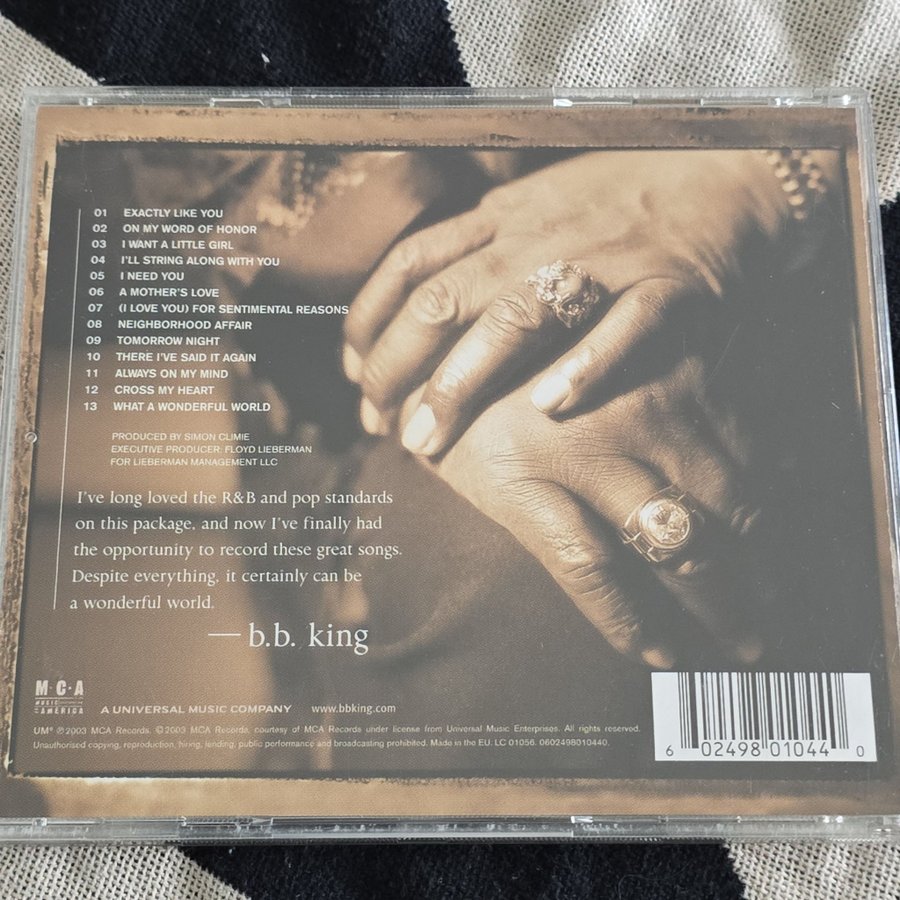 01 EXACTLY LIKE YOU
02 ON MY WORD OF HONOR
03 I WANT A LITTLE GIRL
04 I'LL STRING ALONG WITH YOU
05 I NEED YOU
06 A MOTHER'S LOVE
07 (I LOVE YOU) FOR SENTIMENTAL REASONS
08 NEIGHBORHOOD AFFAIR
09 TOMORROW NIGHT
10 THERE I'VE SAID IT AGAIN
11 ALWAYS ON MY MIND
12 CROSS MY HEART
13 WHAT A WONDERFUL WORLD
PRODUCED BY SIMON CLIMIE
EXECUTIVE PRODUCER: FLOYD LIEBERMAN
FOR LIEBERMAN MANAGEMENT LLC
I've long loved the R&B and pop standards
on this package, and now I've finally had
the opportunity to record these great songs.
Despite everything, it certainly can be
a wonderful world.
— b.b. king
M·C·A
MUSIC
AMERICA
A UNIVERSAL MUSIC COMPANY www.bbking.com
UM® ℗ 2003 MCA Records. © 2003 MCA Records, courtesy of MCA Records under license from Universal Music Enterprises. All rights reserved.
Unauthorised copying, reproduction, hiring, lending, public performance and broadcasting prohibited. Made in the EU. LC 01056. 0602498010440.
6 02498 01044 0